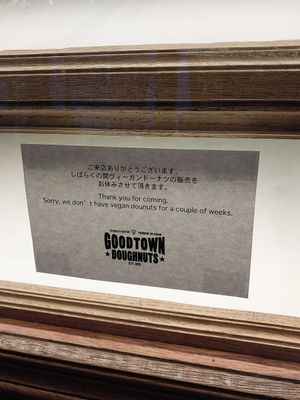 ご来店ありがとうございます。
しばらくの間ヴィーガンドーナツの販売を
お休みさせて頂きます。
Thank you for coming.
Sorry, we don't have vegan dounuts for a couple of weeks.
GOODTOWN
★DOUGHNUTS★